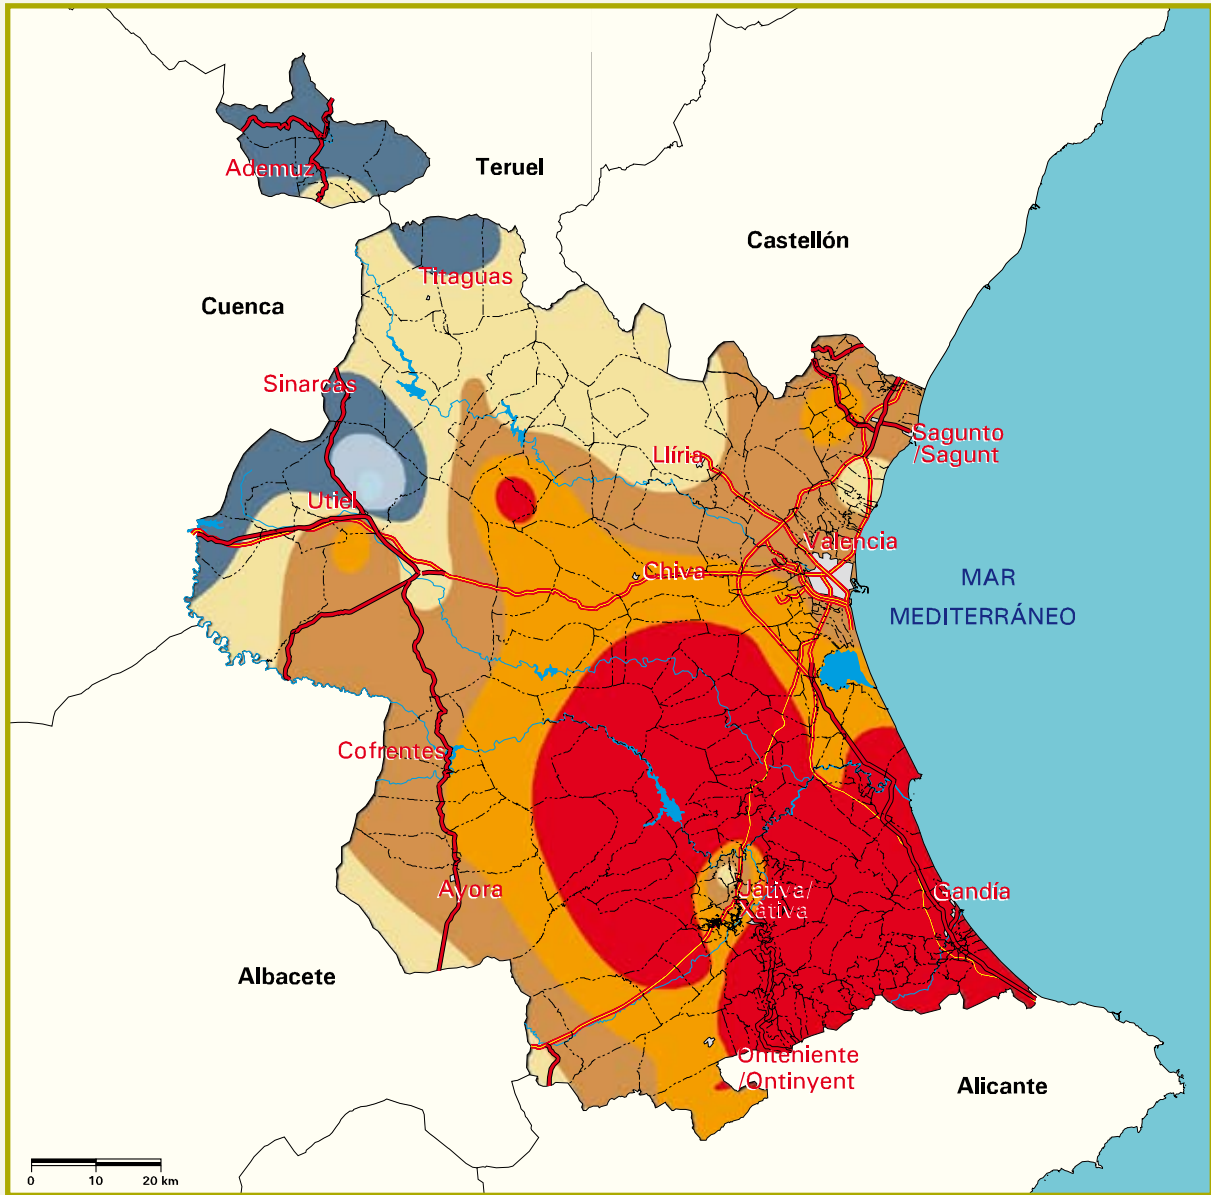 Ademuz
Teruel
Castellón
Titaguas
Cuenca
Sinarcas
Sagunto
/Sagunt
Llíria
Utiel
Valencia
Chiva
MAR
MEDITERRÁNEO
Cofrentes
Ayora
Játiva/
Xàtiva
Gandía
Albacete
Onteniente
/Ontinyent
Alicante
0 10 20 km